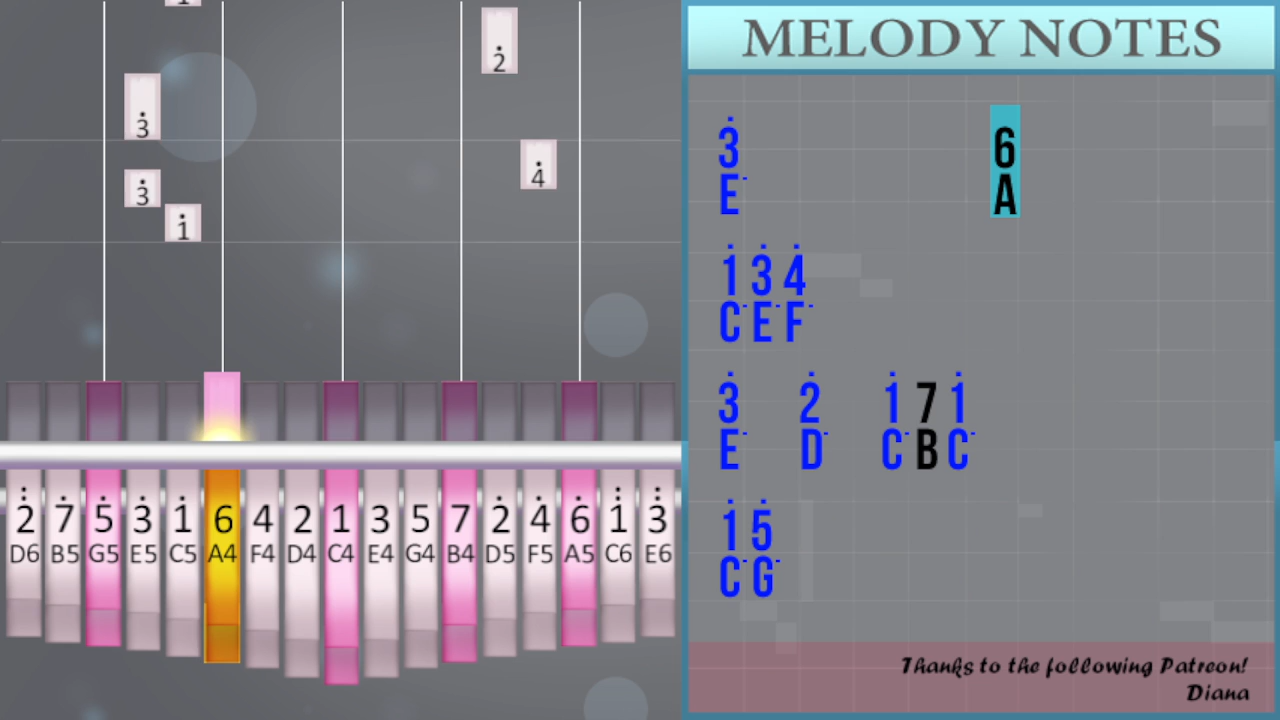 1
2
3
4
3
1
2 7 5 3 1 6 4 2 1 3 5 7 2 4 6 1 3
D6 B5 G5 E5 C5 A4 F4 D4 C4 E4 G4 B4 D5 F5 A5 C6 E6
MELODY NOTES
3̇ 6
E˙ A
1̇ 3̇ 4̇
C˙ E˙ F˙
3̇ 2̇ 1̇ 7 1̇
E˙ D˙ C˙ B C˙
1̇ 5̇
C˙ G˙
Thanks to the following Patreon!
Diana